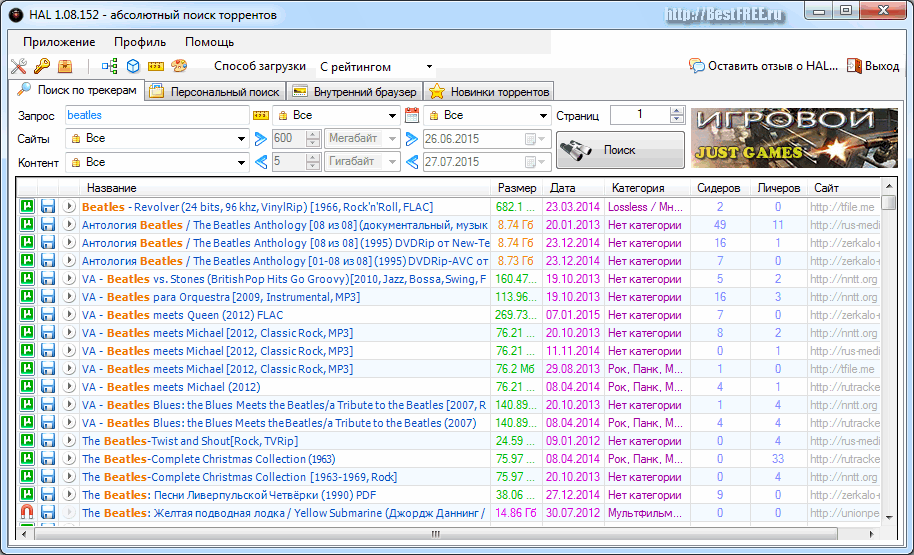 HAL 1.08.152 - абсолютный поиск торрентов http://BestFREE.ru
Приложение Профиль Помощь
Способ загрузки С рейтингом Оставить отзыв о HAL... Выход
Поиск по трекерам Персональный поиск Внутренний браузер Новинки торрентов
Запрос beatles Все Все Страниц 1
Сайты Все 600 Мегабайт 26.06.2015 Поиск
Контент Все 5 Гигабайт 27.07.2015
ИГРОВОЙ
JUST GAMES
Название Размер Дата Категория Сидеров Личеров Сайт
Beatles - Revolver (24 bits, 96 khz, VinylRip) [1966, Rock'n'Roll, FLAC] 682.1 ... 23.03.2014 Lossless / Мн... 2 0 http://tfile.me
Антология Beatles / The Beatles Anthology [08 из 08] (документальный, музык 8.74 Гб 20.01.2013 Нет категории 49 11 http://rus-medi
Антология Beatles / The Beatles Anthology [08 из 08] (1995) DVDRip от New-Te 8.74 Гб 23.12.2014 Нет категории 16 1 http://zerkalo-
Антология Beatles / The Beatles Anthology [01-08 из 08] (1995) DVDRip-AVC от 8.73 Гб 23.12.2014 Нет категории 7 0 http://zerkalo-
VA - Beatles vs. Stones (BritishPop Hits Go Groovy)[2010, Jazz, Bossa, Swing, F 160.47... 19.10.2013 Нет категории 5 2 http://nntt.org
VA - Beatles para Orquestra [2009, Instrumental, MP3] 113.96... 19.10.2013 Нет категории 16 3 http://nntt.org
VA - Beatles meets Queen (2012) FLAC 269.73... 07.01.2015 Нет категории 7 0 http://zerkalo-
VA - Beatles meets Michael [2012, Classic Rock, MP3] 76.21 ... 20.10.2013 Нет категории 8 2 http://nntt.org
VA - Beatles meets Michael [2012, Classic Rock, MP3] 76.21 ... 11.11.2014 Нет категории 0 1 http://rus-medi
VA - Beatles meets Michael [2012, Classic Rock, MP3] 76.2 Мб 29.08.2013 Рок, Панк, М... 1 0 http://tfile.me
VA - Beatles meets Michael (2012) 76.21 ... 08.04.2014 Рок, Панк, М... 4 1 http://rutracke
VA - Beatles Blues: the Blues Meets the Beatles/a Tribute to the Beatles [2007, R 140.89... 20.10.2013 Нет категории 1 4 http://nntt.org
VA - Beatles Blues: the Blues Meets the Beatles/a Tribute to the Beatles (2007) 140.89... 08.04.2014 Рок, Панк, М... 4 4 http://rutracke
The Beatles-Twist and Shout[Rock, TVRip] 24.59 ... 09.01.2012 Нет категории 0 4 http://rus-medi
The Beatles-Complete Christmas Collection (1963) 75.97 ... 08.04.2014 Рок, Панк, М... 0 33 http://rutracke
The Beatles-Complete Christmas Collection [1963-1969, Rock] 75.97 ... 20.10.2013 Нет категории 0 4 http://nntt.org
The Beatles: Песни Ливерпульской Четвёрки (1990) PDF 38.06 ... 27.12.2014 Нет категории 9 0 http://zerkalo-
The Beatles: Желтая подводная лодка / Yellow Submarine (Джордж Даннинг / 14.86 Гб 30.07.2012 Мультфильм... 0 0 http://unionpe